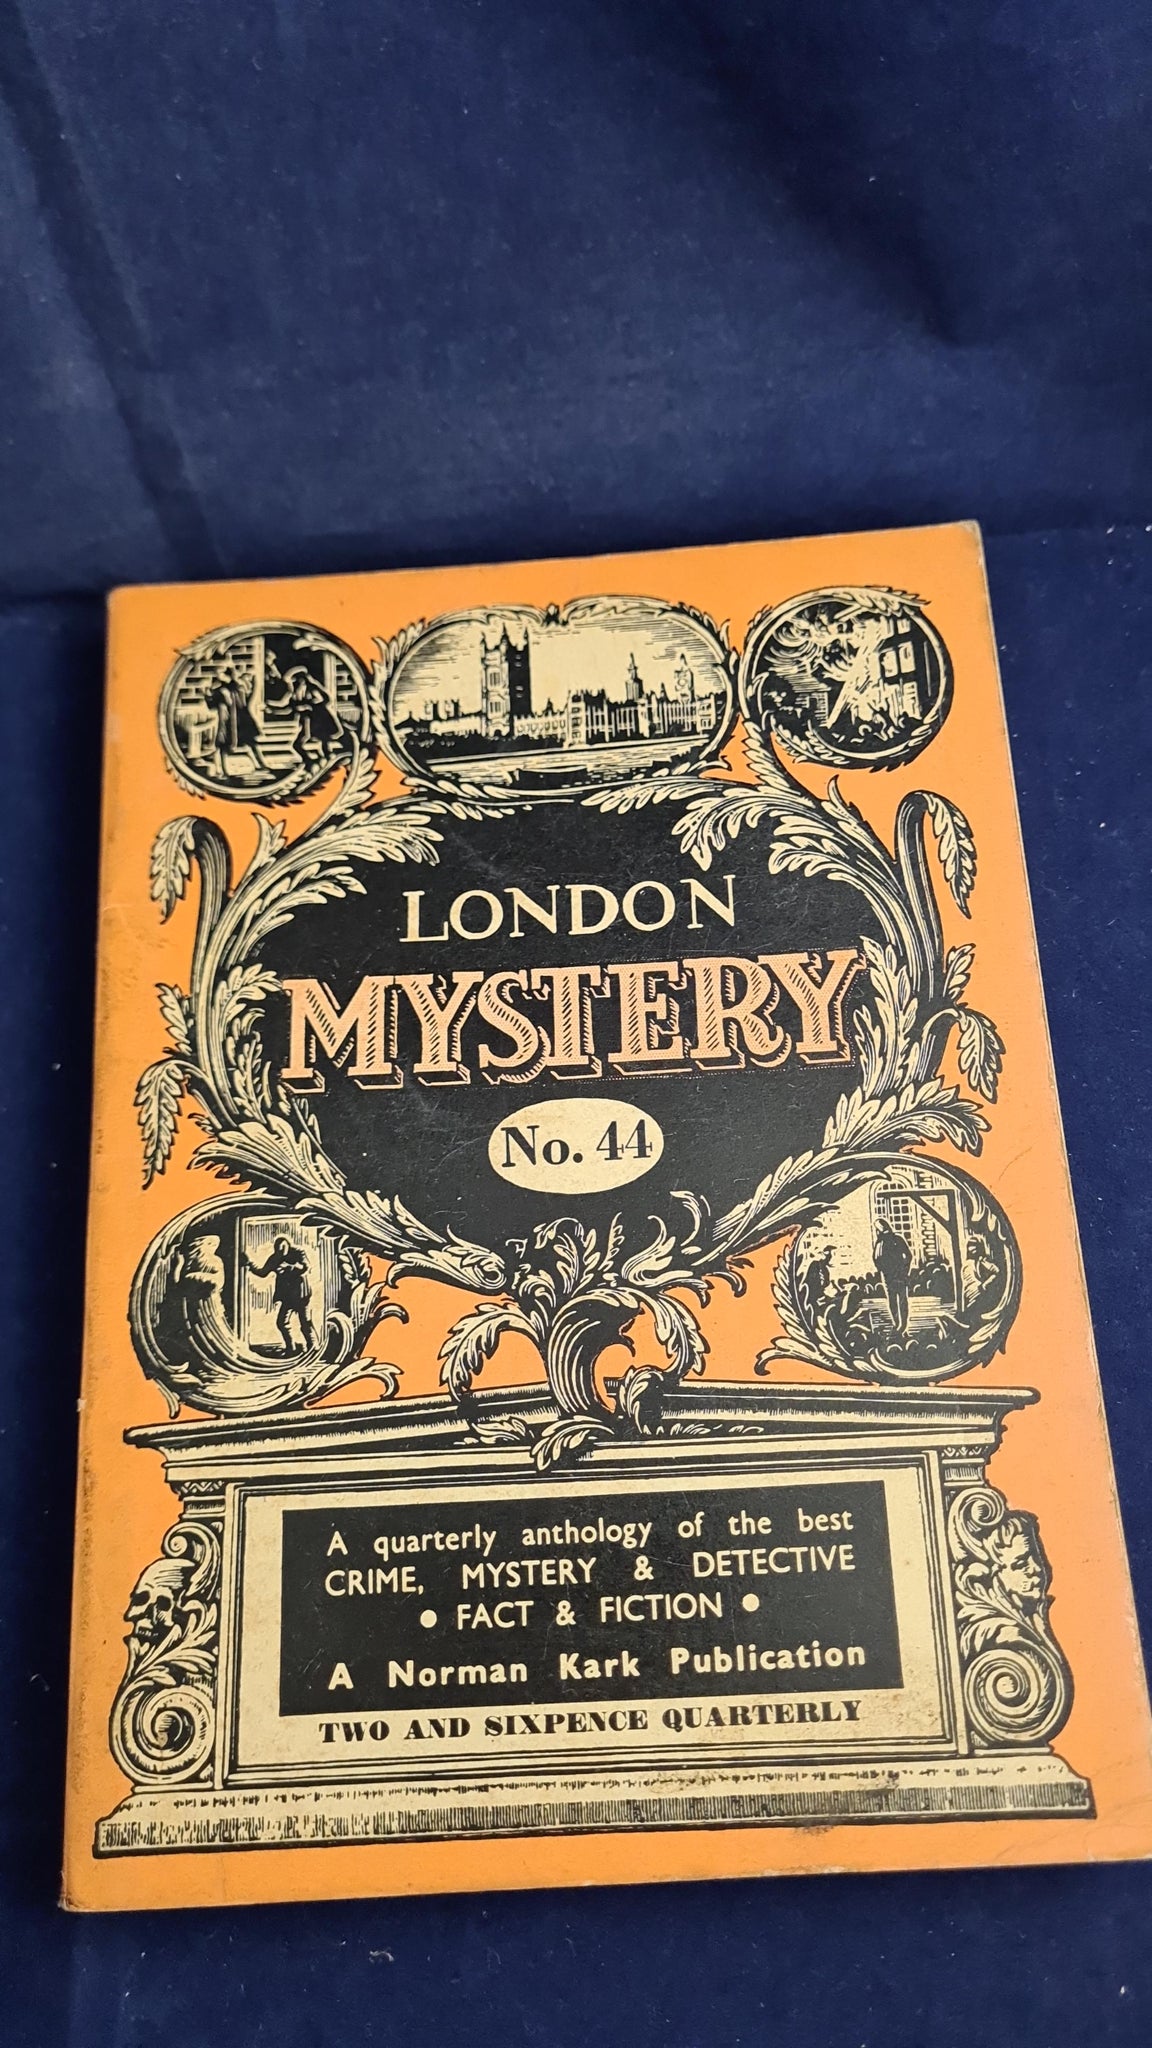 LONDON
MYSTERY
No. 44
A quarterly anthology of the best
CRIME, MYSTERY & DETECTIVE
• FACT & FICTION •
A Norman Kark Publication
TWO AND SIXPENCE QUARTERLY